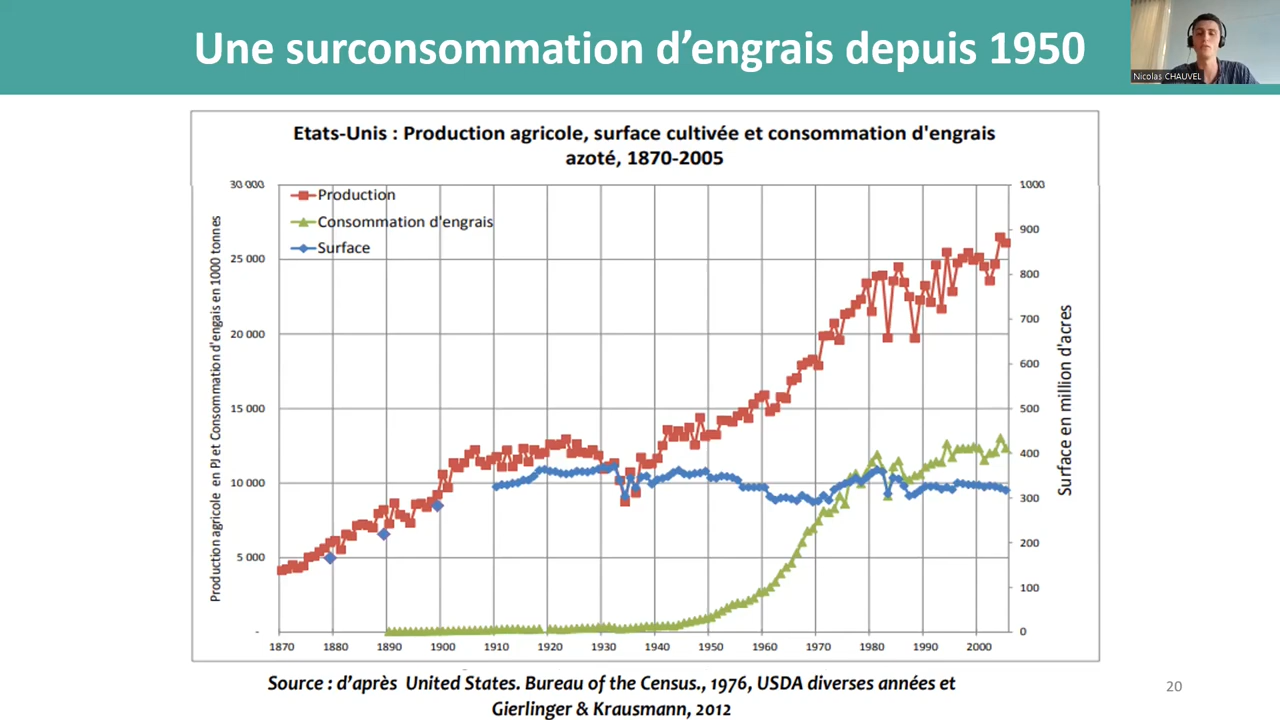 Une surconsommation d’engrais depuis 1950
Nicolas CHAUVEL
Etats-Unis : Production agricole, surface cultivée et consommation d'engrais
azoté, 1870-2005
Production
Consommation d'engrais
Surface
Production agricole en PJ et Consommation d'engais en 1000 tonnes
30 000
25 000
20 000
15 000
10 000
5 000
-
1000
900
800
700
600
500
400
300
200
100
0
Surface en million d'acres
1870 1880 1890 1900 1910 1920 1930 1940 1950 1960 1970 1980 1990 2000
Source : d’après United States. Bureau of the Census., 1976, USDA diverses années et
Gierlinger & Krausmann, 2012
20